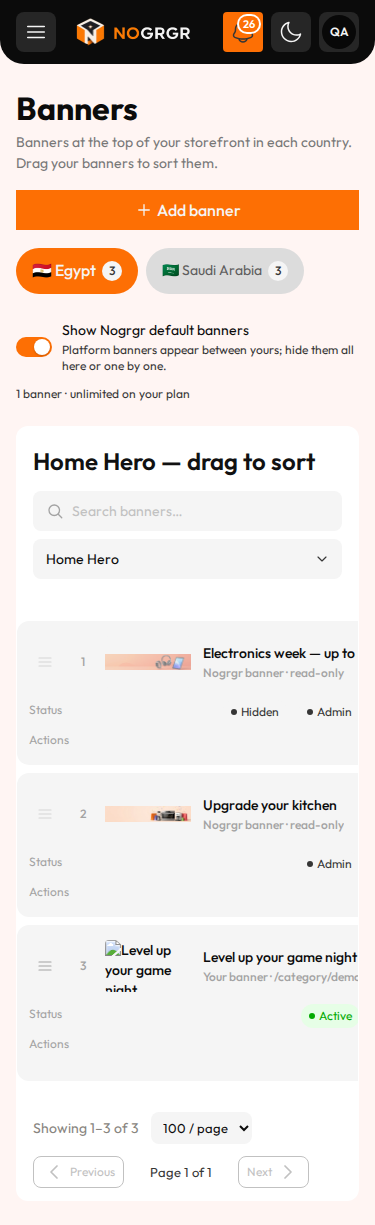 NOGRGR
26
QA
Banners
Banners at the top of your storefront in each country.
Drag your banners to sort them.
+ Add banner
Egypt 3
Saudi Arabia 3
Show Nogrgr default banners
Platform banners appear between yours; hide them all
here or one by one.
1 banner · unlimited on your plan
Home Hero — drag to sort
Search banners...
Home Hero
1
Electronics week — up to
Nogrgr banner · read-only
Status
Hidden
Admin
Actions
2
Upgrade your kitchen
Nogrgr banner · read-only
Status
Admin
Actions
3
Level up
your game
night
Level up your game night
Your banner · /category/demo
Status
Active
Actions
Showing 1–3 of 3
100 / page
Previous
Page 1 of 1
Next